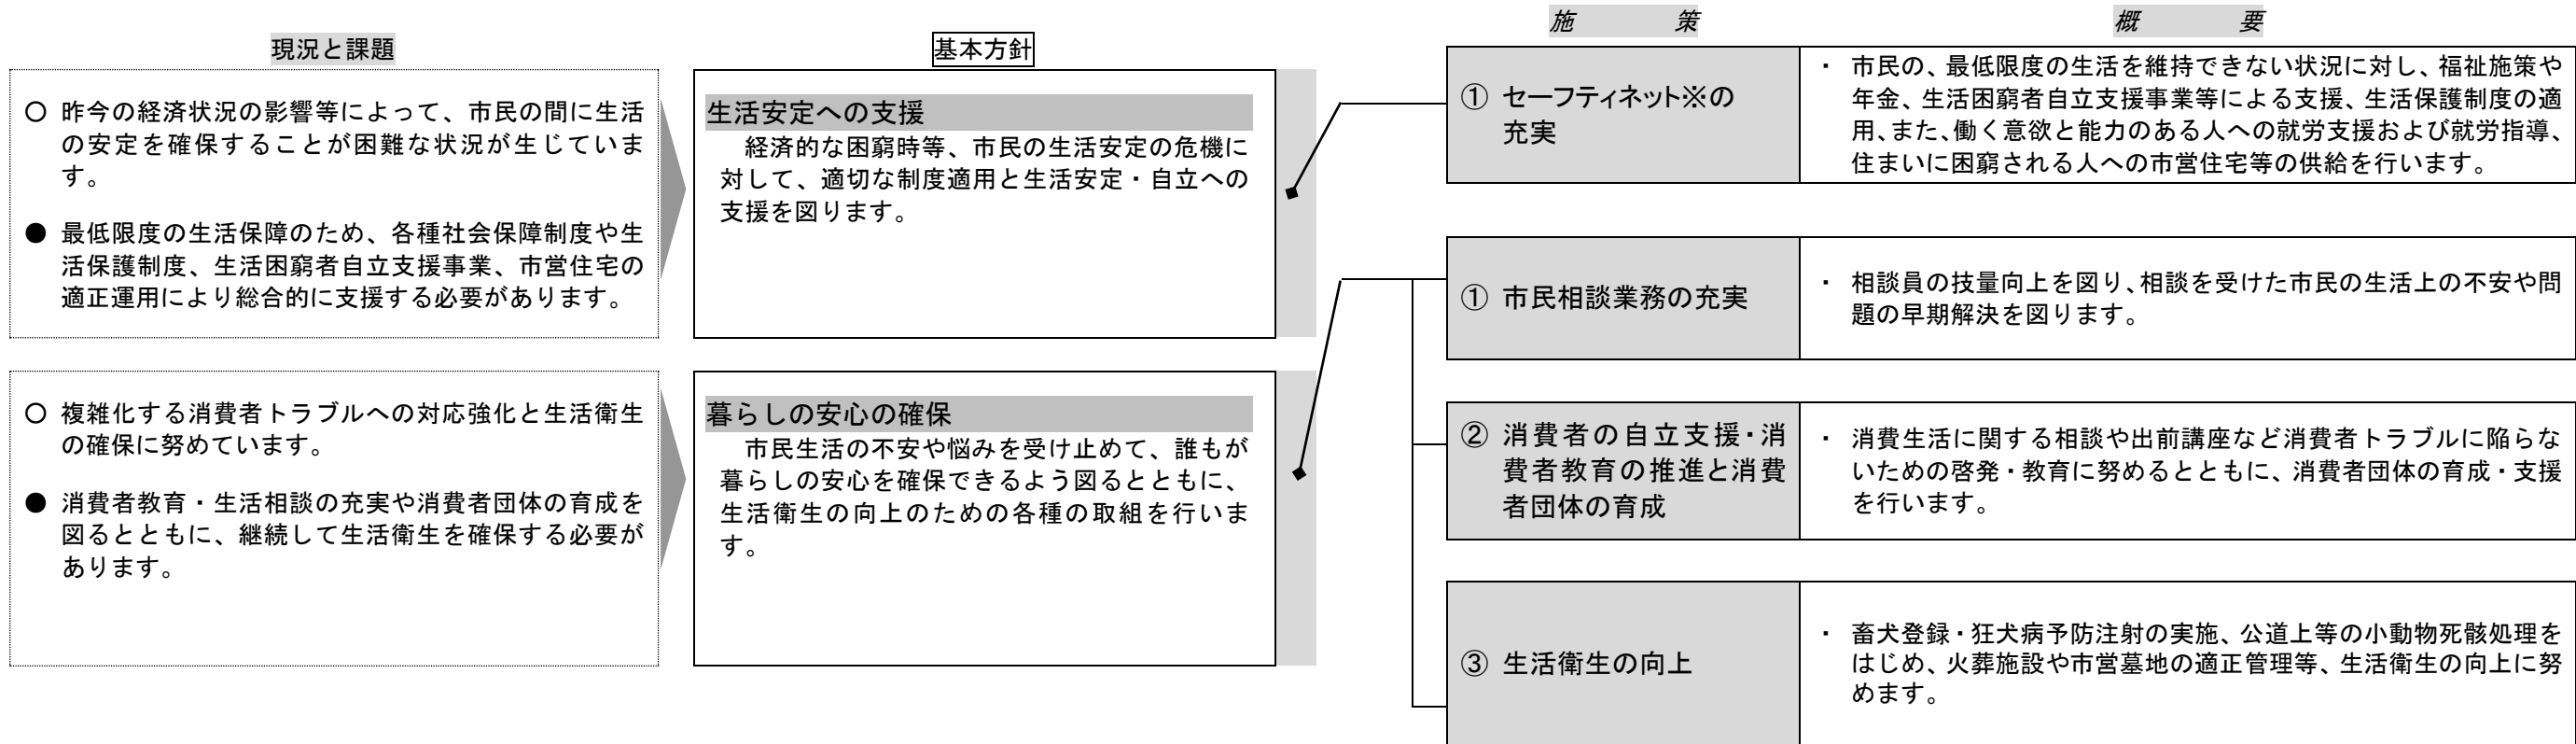 現況と課題
○ 昨今の経済状況の影響等によって、市民の間に生活
の安定を確保することが困難な状況が生じていま
す。
● 最低限度の生活保障のため、各種社会保障制度や生
活保護制度、生活困窮者自立支援事業、市営住宅の
適正運用により総合的に支援する必要があります。
○ 複雑化する消費者トラブルへの対応強化と生活衛生
の確保に努めています。
● 消費者教育・生活相談の充実や消費者団体の育成を
図るとともに、継続して生活衛生を確保する必要が
あります。
基本方針
生活安定への支援
経済的な困窮時等、市民の生活安定の危機に
対して、適切な制度適用と生活安定・自立への
支援を図ります。
暮らしの安心の確保
市民生活の不安や悩みを受け止めて、誰もが
暮らしの安心を確保できるよう図るとともに、
生活衛生の向上のための各種の取組を行いま
す。
施 策
概 要
① セーフティネット※の
充実
・ 市民の、最低限度の生活を維持できない状況に対し、福祉施策や
年金、生活困窮者自立支援事業等による支援、生活保護制度の適
用、また、働く意欲と能力のある人への就労支援および就労指導、
住まいに困窮される人への市営住宅等の供給を行います。
① 市民相談業務の充実
・ 相談員の技量向上を図り、相談を受けた市民の生活上の不安や問
題の早期解決を図ります。
② 消費者の自立支援・消
費者教育の推進と消費
者団体の育成
・ 消費生活に関する相談や出前講座など消費者トラブルに陥らな
いための啓発・教育に努めるとともに、消費者団体の育成・支援
を行います。
③ 生活衛生の向上
・ 畜犬登録・狂犬病予防注射の実施、公道上等の小動物死骸処理を
はじめ、火葬施設や市営墓地の適正管理等、生活衛生の向上に努
めます。